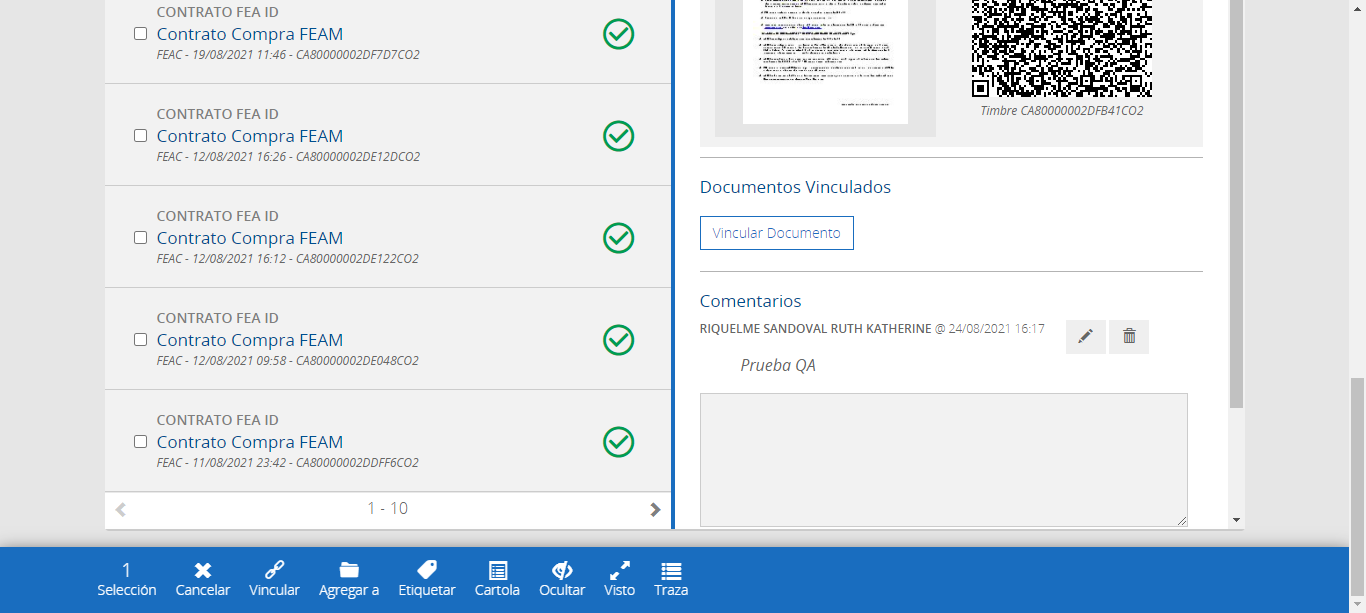 CONTRATO FEA ID
Contrato Compra FEAM
FEAC - 19/08/2021 11:46 - CA80000002DF7D7CO2
CONTRATO FEA ID
Contrato Compra FEAM
FEAC - 12/08/2021 16:26 - CA80000002DE12DCO2
CONTRATO FEA ID
Contrato Compra FEAM
FEAC - 12/08/2021 16:12 - CA80000002DE122CO2
CONTRATO FEA ID
Contrato Compra FEAM
FEAC - 12/08/2021 09:58 - CA80000002DE048CO2
CONTRATO FEA ID
Contrato Compra FEAM
FEAC - 11/08/2021 23:42 - CA80000002DDFF6CO2
1 - 10
Timbre CA80000002DFB41CO2
Documentos Vinculados
Vincular Documento
Comentarios
RIQUELME SANDOVAL RUTH KATHERINE @ 24/08/2021 16:17
Prueba QA
1
Selección
Cancelar
Vincular
Agregar a
Etiquetar
Cartola
Ocultar
Visto
Traza